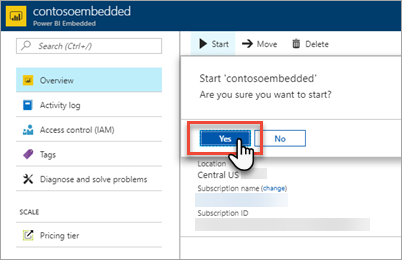 contosoembedded
Power BI Embedded
Search (Ctrl+/)
Overview
Activity log
Access control (IAM)
Tags
Diagnose and solve problems
SCALE
Pricing tier
Start Move Delete
Start 'contosoembedded'
Are you sure you want to start?
Yes No
Location
Central US
Subscription name (change)
Subscription ID